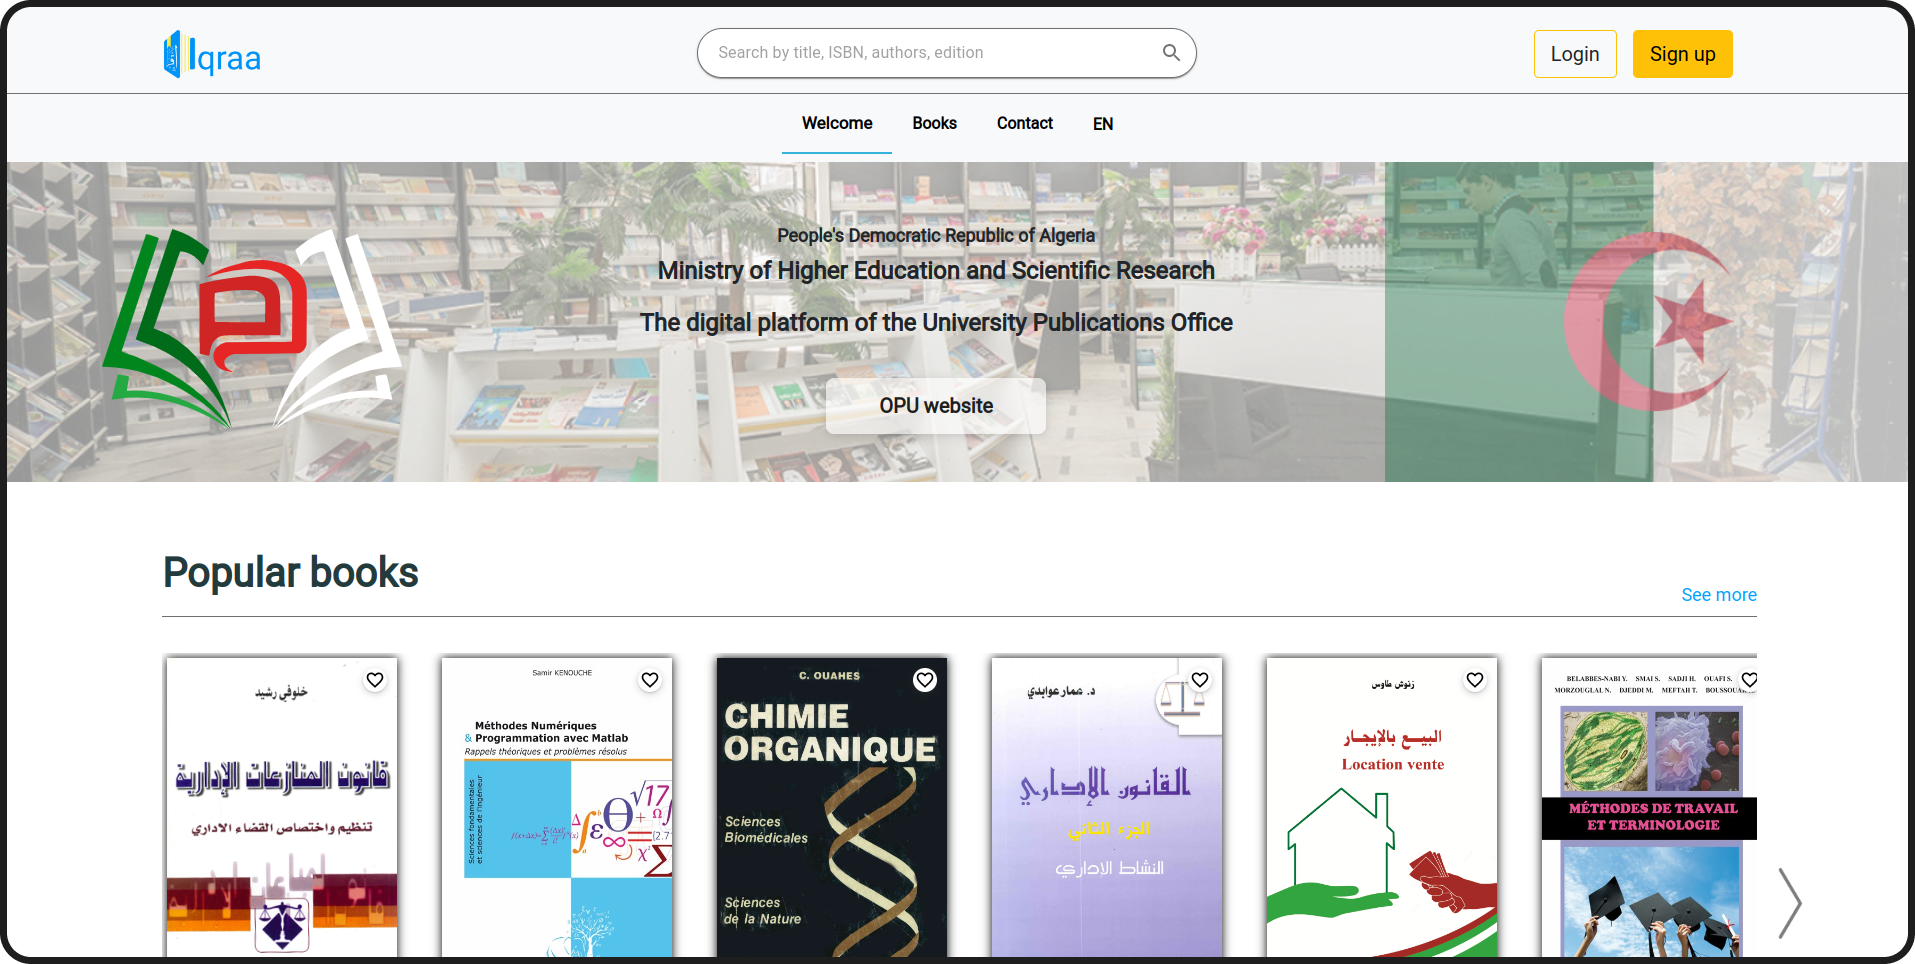 Iqraa
Search by title, ISBN, authors, edition
Login
Sign up
Welcome
Books
Contact
EN
People's Democratic Republic of Algeria
Ministry of Higher Education and Scientific Research
The digital platform of the University Publications Office
OPU website
Popular books
See more
خلوفي رشيد
قانون المنازعات الإدارية
تنظيم واختصاص القضاء الاداري
Samir KENOUCHE
Méthodes Numériques
& Programmation avec Matlab
Rappels théoriques et problèmes résolus
Sciences fondamentales
et sciences de l'ingénieur
C. OUAHES
CHIMIE
ORGANIQUE
Sciences
Biomédicales
Sciences
de la Nature
د. عمار عوابدي
القانون الإداري
الجزء الثاني
النشاط الإداري
زنوش طاوس
البيــع بالإيجـار
Location vente
BELABBES-NABI Y. SMAI S. SADJI H. OUAFI S.
MORZOUGLAL N. DJEDDI M. MEFTAH T.
MÉTHODES DE TRAVAIL
ET TERMINOLOGIE